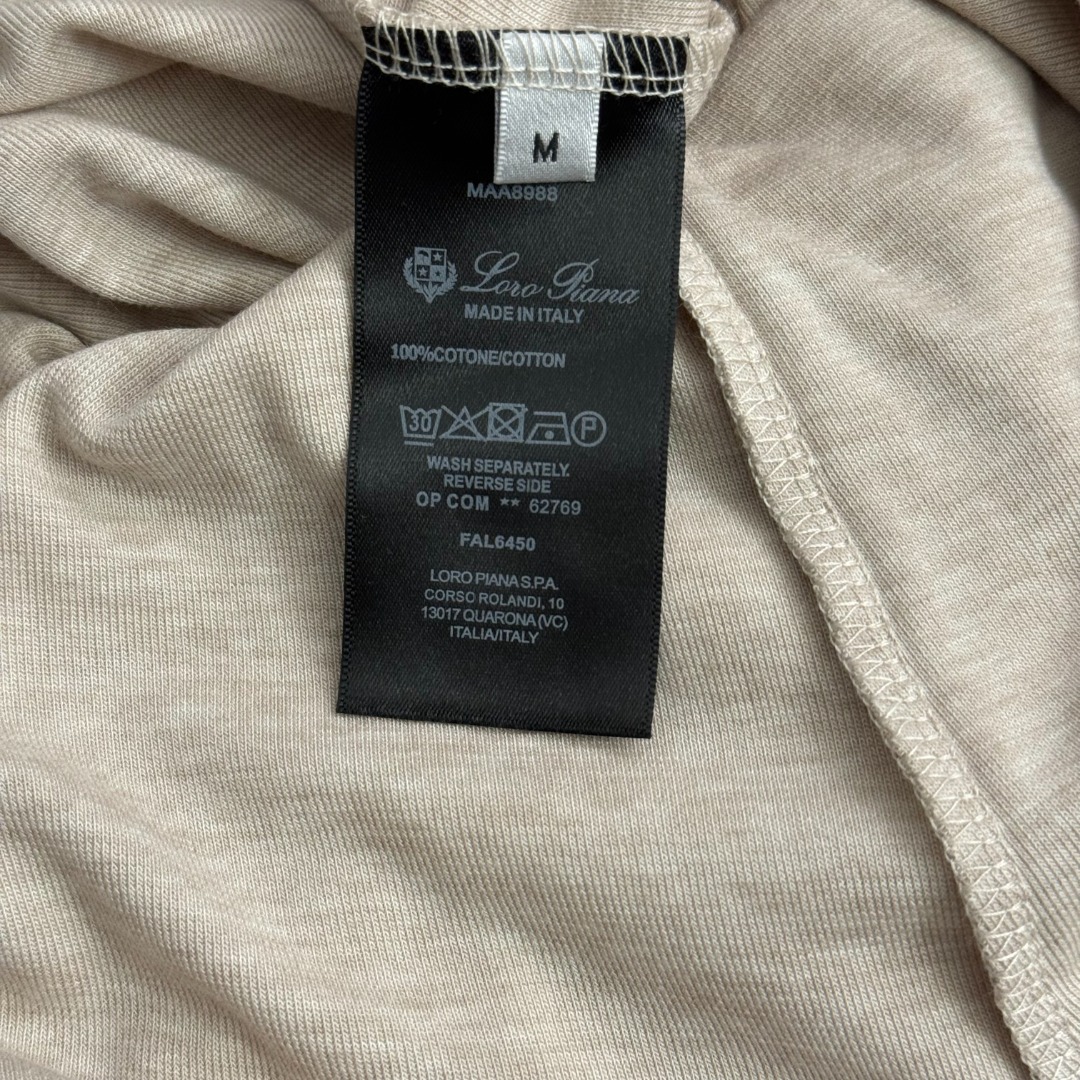 M
MAA8988
Loro Piana
MADE IN ITALY
100%COTONE/COTTON
30 P
WASH SEPARATELY.
REVERSE SIDE
OP COM ** 62769
FAL6450
LORO PIANA S.P.A.
CORSO ROLANDI, 10
13017 QUARONA (VC)
ITALIA/ITALY